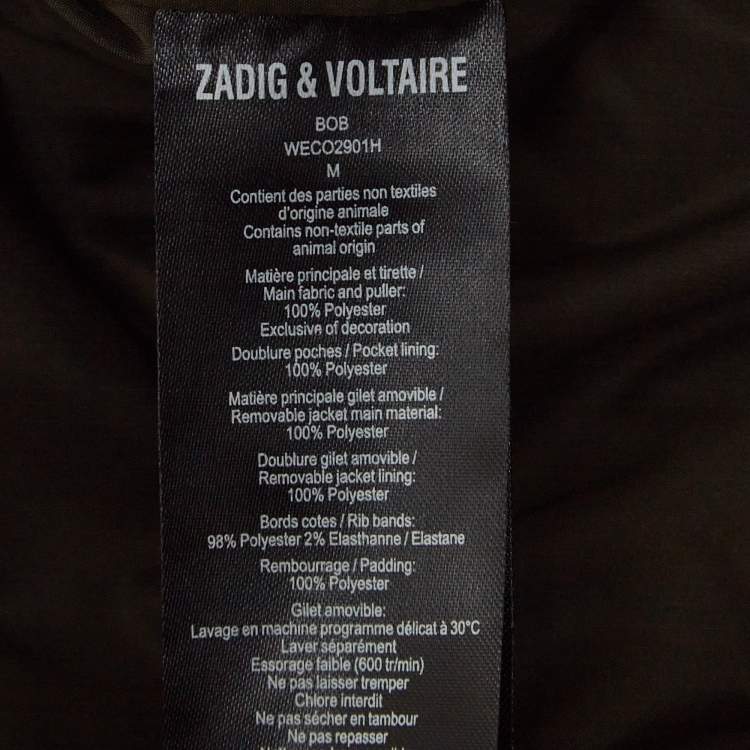 ZADIG & VOLTAIRE
BOB
WECO2901H
M
Contient des parties non textiles
d'origine animale
Contains non-textile parts of
animal origin
Matière principale et tirette /
Main fabric and puller:
100% Polyester
Exclusive of decoration
Doublure poches / Pocket lining:
100% Polyester
Matière principale gilet amovible /
Removable jacket main material:
100% Polyester
Doublure gilet amovible /
Removable jacket lining:
100% Polyester
Bords cotes / Rib bands:
98% Polyester 2% Elasthanne / Elastane
Rembourrage / Padding:
100% Polyester
Gilet amovible:
Lavage en machine programme délicat à 30°C
Laver séparément
Essorage faible (600 tr/min)
Ne pas laisser tremper
Chlore interdit
Ne pas sécher en tambour
Ne pas repasser